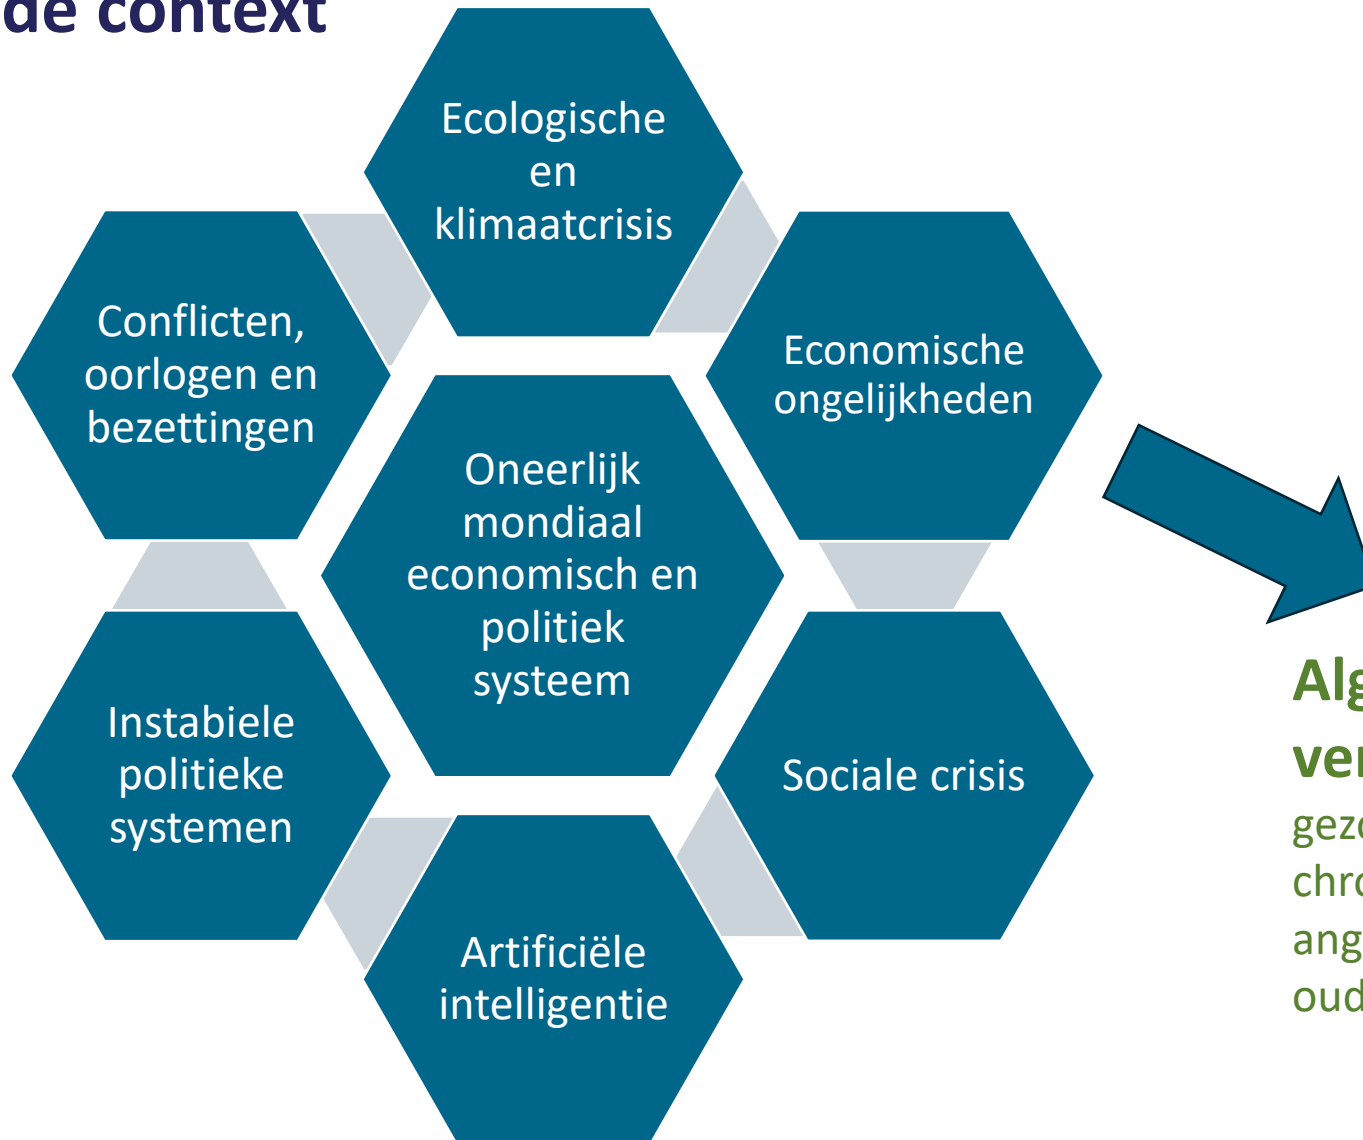 de context
Ecologische
en
klimaatcrisis
Conflicten,
oorlogen en
bezettingen
Economische
ongelijkheden
Oneerlijk
mondiaal
economisch en
politiek
systeem
Instabiele
politieke
systemen
Sociale crisis
Artificiële
intelligentie